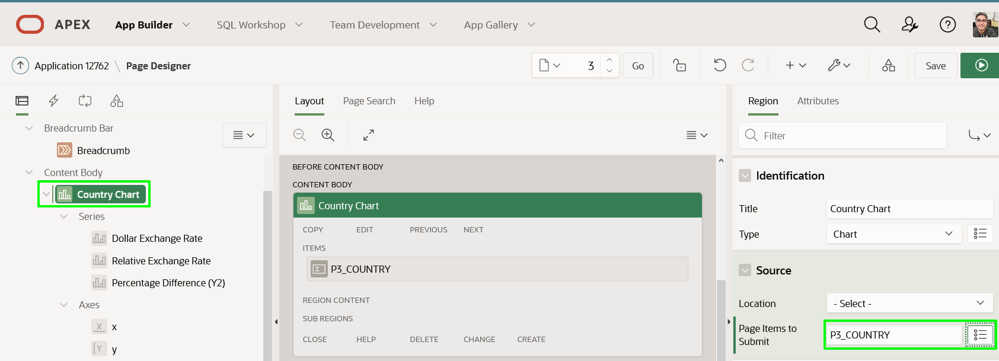 APEX App Builder SQL Workshop Team Development App Gallery
Application 12762 \ Page Designer 3 Go Save
Layout Page Search Help
Region Attributes
Breadcrumb Bar
Breadcrumb
Content Body
Country Chart
Series
Dollar Exchange Rate
Relative Exchange Rate
Percentage Difference (Y2)
Axes
X x
Y y
BEFORE CONTENT BODY
CONTENT BODY
Country Chart
COPY EDIT PREVIOUS NEXT
ITEMS
P3_COUNTRY
REGION CONTENT
SUB REGIONS
CLOSE HELP DELETE CHANGE CREATE
Filter
Identification
Title Country Chart
Type Chart
Source
Location - Select -
Page Items to
Submit
P3_COUNTRY